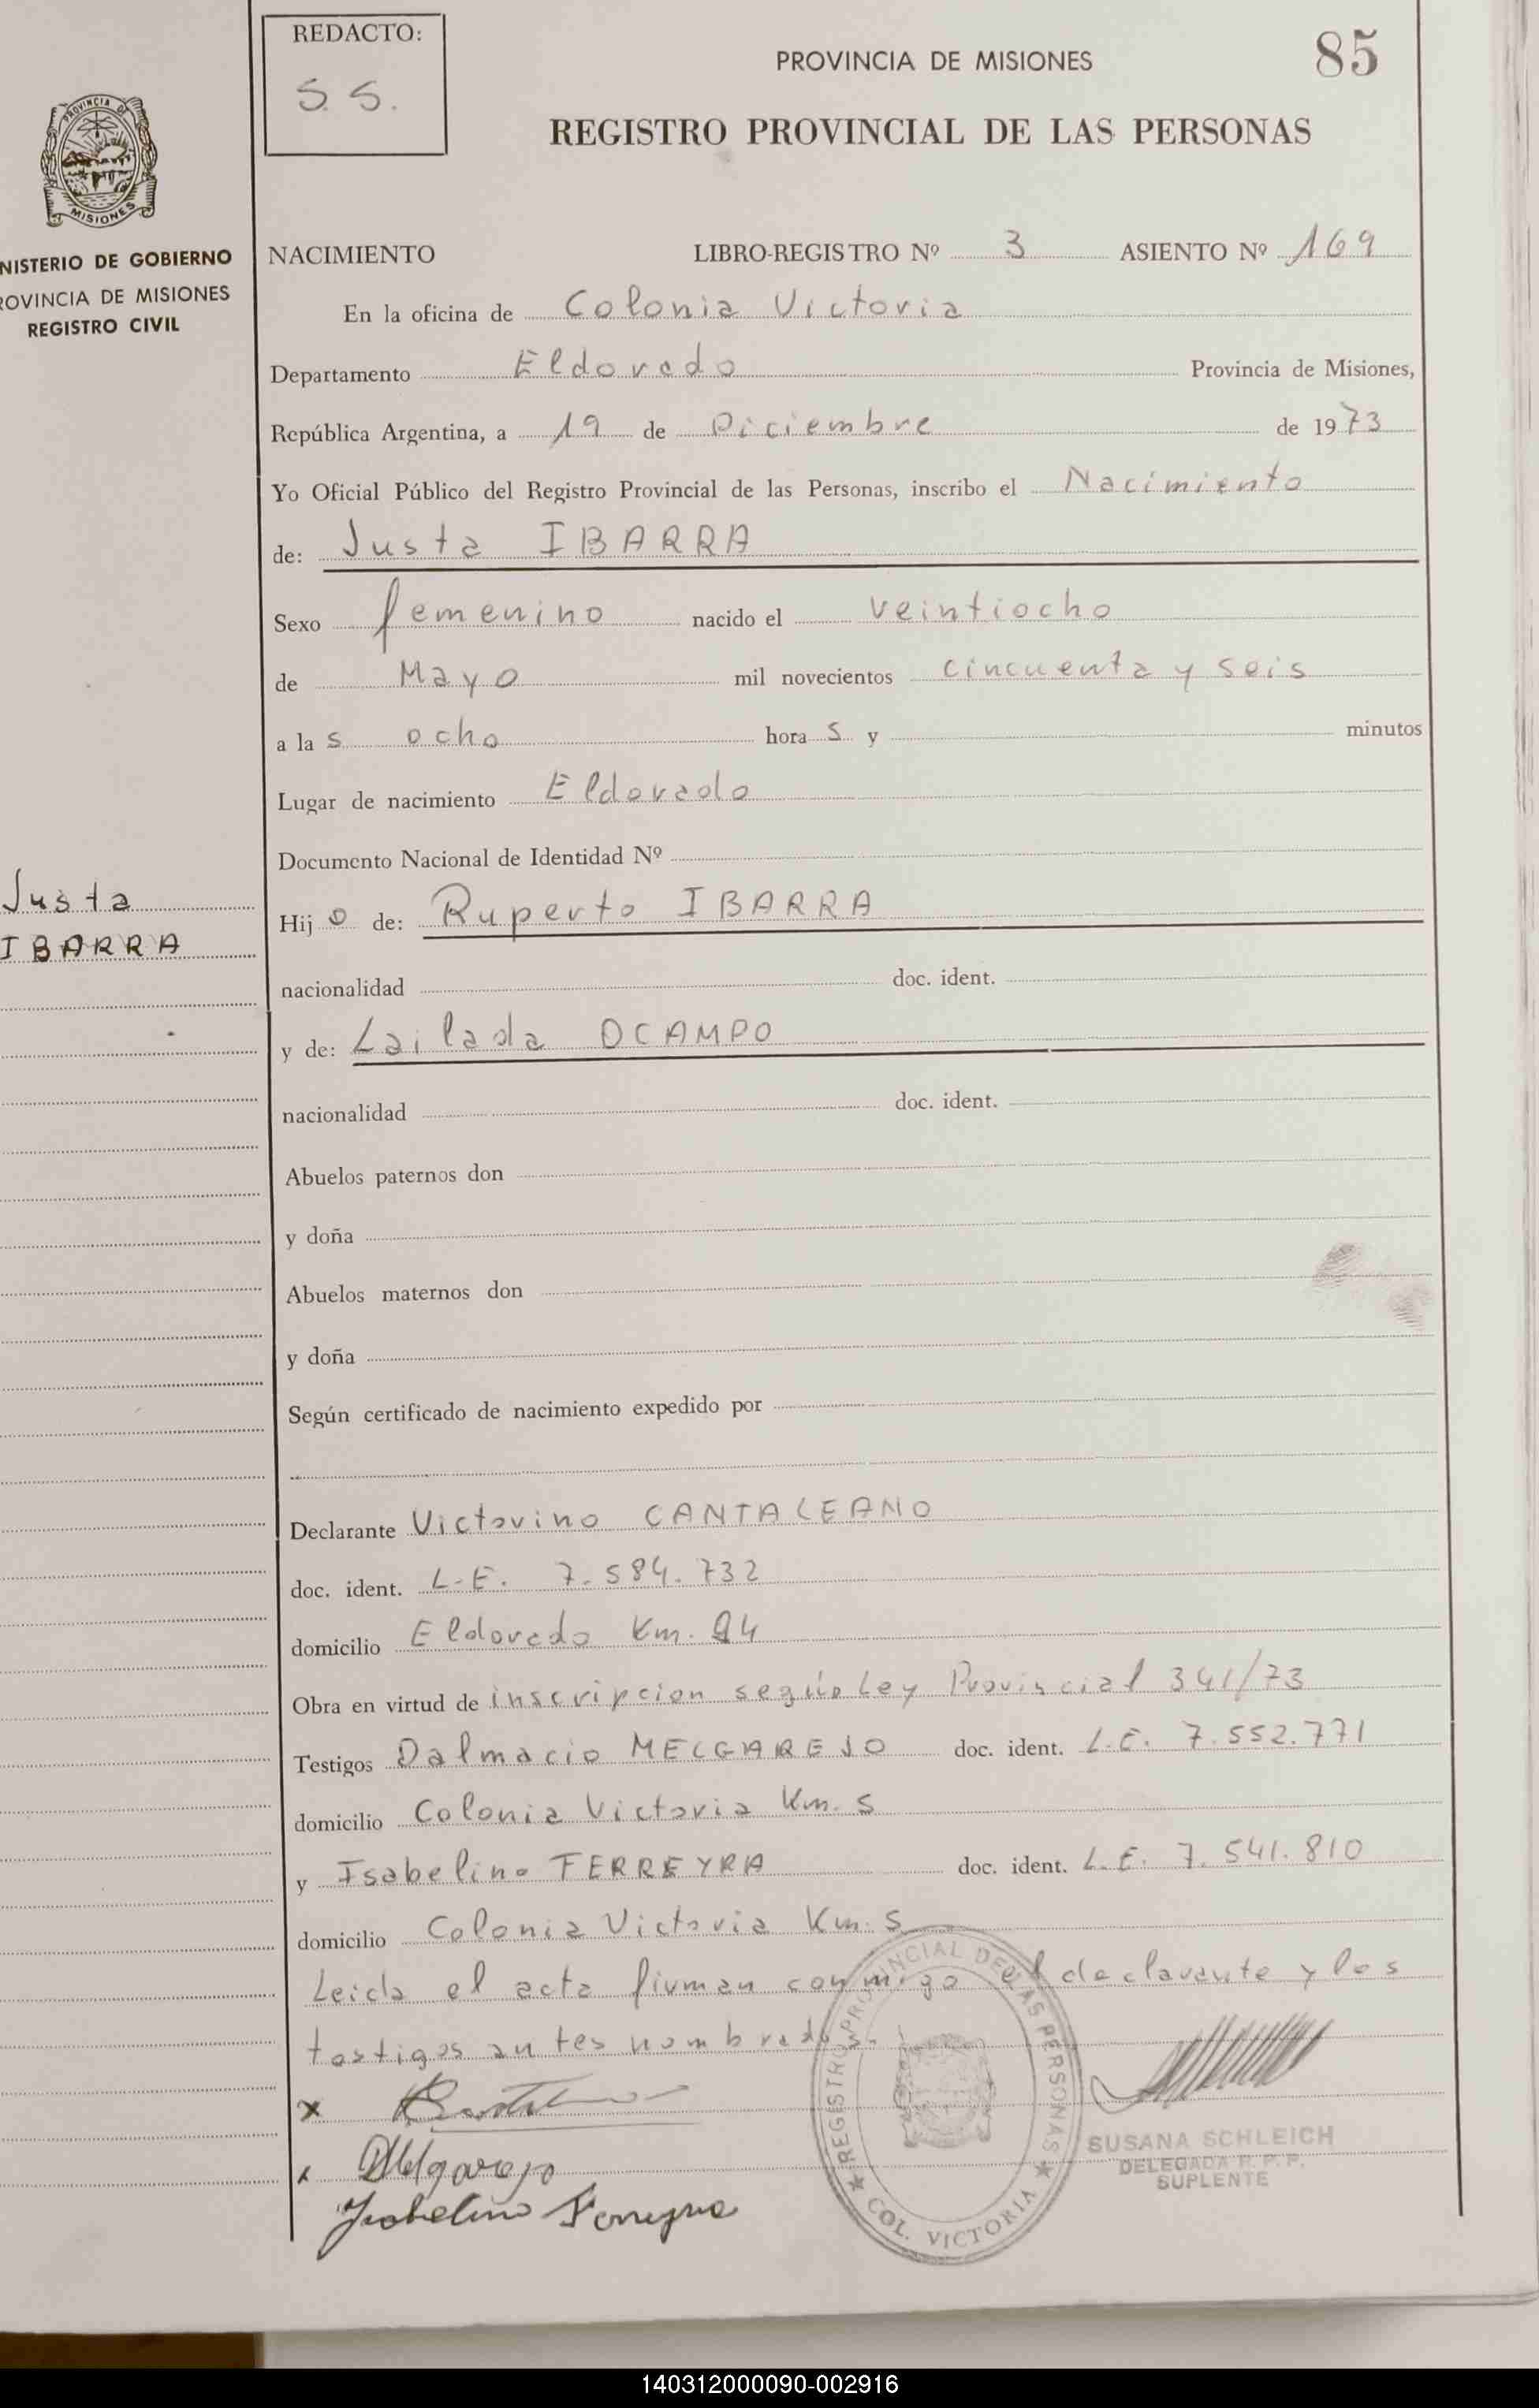 REDACTO:
S. S.
85
PROVINCIA DE MISIONES
REGISTRO PROVINCIAL DE LAS PERSONAS
PROVINCIA DE
MISIONES
NISTERIO DE GOBIERNO
ROVINCIA DE MISIONES
REGISTRO CIVIL
NACIMIENTO LIBRO-REGISTRO Nº 3 ASIENTO Nº 169
En la oficina de Colonia Victoria
Departamento Eldorado Provincia de Misiones,
República Argentina, a 19 de Diciembre de 1973
Yo Oficial Público del Registro Provincial de las Personas, inscribo el Nacimiento
de: Justa IBARRA
Sexo femenino nacido el veintiocho
de Mayo mil novecientos cincuenta y seis
a las ocho horas y minutos
Lugar de nacimiento Eldorado
Documento Nacional de Identidad Nº
Justa
IBARRA
Hijo de: Ruperto IBARRA
nacionalidad doc. ident.
y de: Lailada OCAMPO
nacionalidad doc. ident.
Abuelos paternos don
y doña
Abuelos maternos don
y doña
Según certificado de nacimiento expedido por
Declarante Victorino CANTALEANO
doc. ident. L.E. 7.584.732
domicilio Eldorado Km. 4
Obra en virtud de inscripcion según Ley Provincial 341/73
Testigos Dalmacio MELGAREJO doc. ident. L.E. 7.552.771
domicilio Colonia Victoria Km. 5
y Isabelino FERREYRA doc. ident. L.E. 7.541.810
domicilio Colonia Victoria Km. 5
Leida el acta firman conmigo el declarante y los
testigos antes nombrados.
x
x DMelgarejo
Isabelino Ferreyra
REGISTRO PROVINCIAL DE LAS PERSONAS
COL. VICTORIA
SUSANA SCHLEICH
DELEGADA R. P. P.
SUPLENTE
140312000090-002916